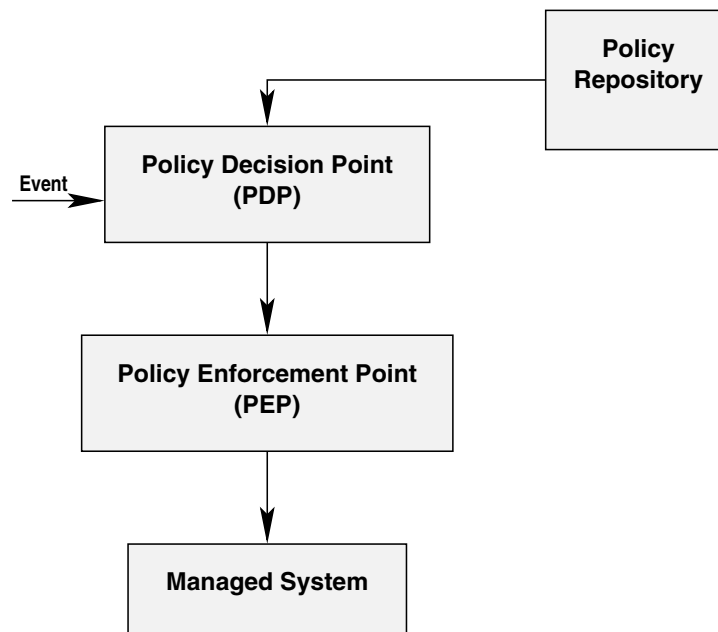 Policy
Repository
Policy Decision Point
(PDP)
Event
Policy Enforcement Point
(PEP)
Managed System